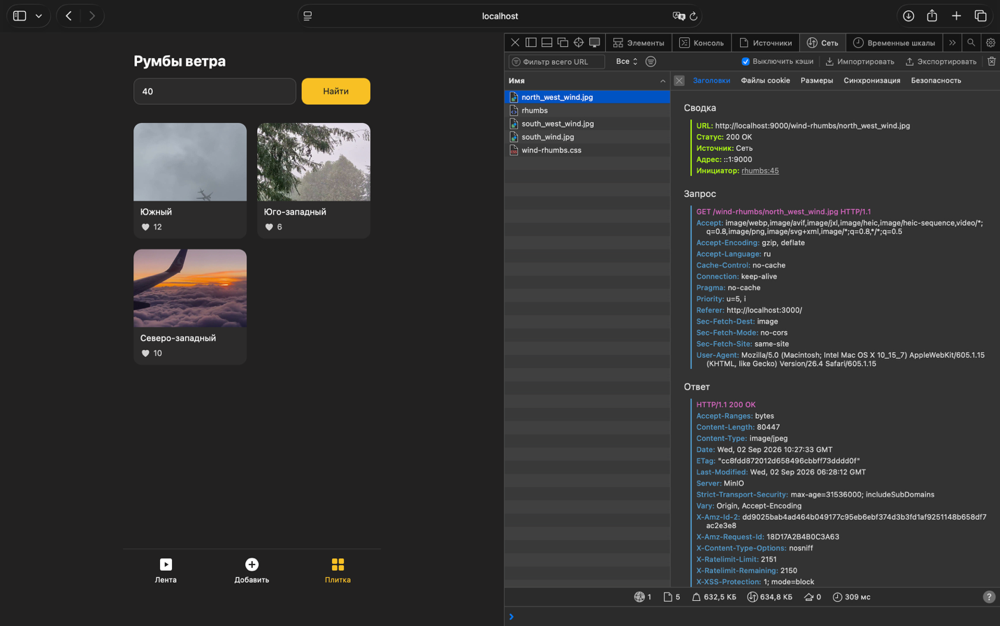 localhost
Румбы ветра
40
Найти
Южный
12
Юго-западный
6
Северо-западный
10
Лента
Добавить
Плитка
Элементы
Консоль
Источники
Сеть
Временные шкалы
Фильтр всего URL
Все
Выключить кэши
Импортировать
Экспортировать
Имя
north_west_wind.jpg
rhumbs
south_west_wind.jpg
south_wind.jpg
wind-rhumbs.css
Заголовки
Файлы cookie
Размеры
Синхронизация
Безопасность
Сводка
URL: http://localhost:9000/wind-rhumbs/north_west_wind.jpg
Статус: 200 OK
Источник: Сеть
Адрес: ::1:9000
Инициатор: rhumbs:45
Запрос
GET /wind-rhumbs/north_west_wind.jpg HTTP/1.1
Accept: image/webp,image/avif,image/jxl,image/heic,image/heic-sequence,video/*;
q=0.8,image/png,image/svg+xml,image/*;q=0.8,*/*;q=0.5
Accept-Encoding: gzip, deflate
Accept-Language: ru
Cache-Control: no-cache
Connection: keep-alive
Pragma: no-cache
Priority: u=5, i
Referer: http://localhost:3000/
Sec-Fetch-Dest: image
Sec-Fetch-Mode: no-cors
Sec-Fetch-Site: same-site
User-Agent: Mozilla/5.0 (Macintosh; Intel Mac OS X 10_15_7) AppleWebKit/605.1.15
(KHTML, like Gecko) Version/26.4 Safari/605.1.15
Ответ
HTTP/1.1 200 OK
Accept-Ranges: bytes
Content-Length: 80447
Content-Type: image/jpeg
Date: Wed, 02 Sep 2026 10:27:33 GMT
ETag: "cc8fdd872012d658496cbbff73dddd0f"
Last-Modified: Wed, 02 Sep 2026 06:28:12 GMT
Server: MinIO
Strict-Transport-Security: max-age=31536000; includeSubDomains
Vary: Origin, Accept-Encoding
X-Amz-Id-2: dd9025bab4ad464b049177c95eb6ebf374d3b3fd1af9251148b658df7
ac2e3e8
X-Amz-Request-Id: 18D17A2B4B0C3A63
X-Content-Type-Options: nosniff
X-Ratelimit-Limit: 2151
X-Ratelimit-Remaining: 2150
X-XSS-Protection: 1; mode=block
1
5
632,5 КБ
634,8 КБ
0
309 мс